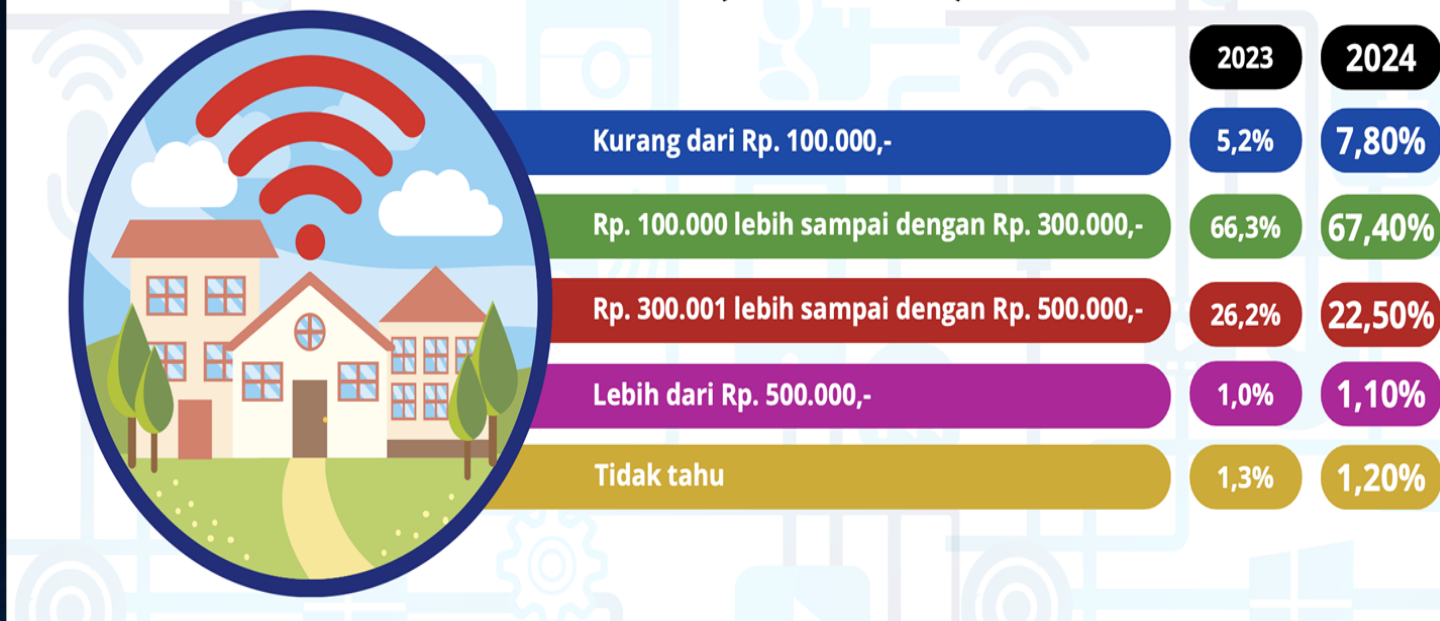 2023 2024
Kurang dari Rp. 100.000,- 5,2% 7,80%
Rp. 100.000 lebih sampai dengan Rp. 300.000,- 66,3% 67,40%
Rp. 300.001 lebih sampai dengan Rp. 500.000,- 26,2% 22,50%
Lebih dari Rp. 500.000,- 1,0% 1,10%
Tidak tahu 1,3% 1,20%